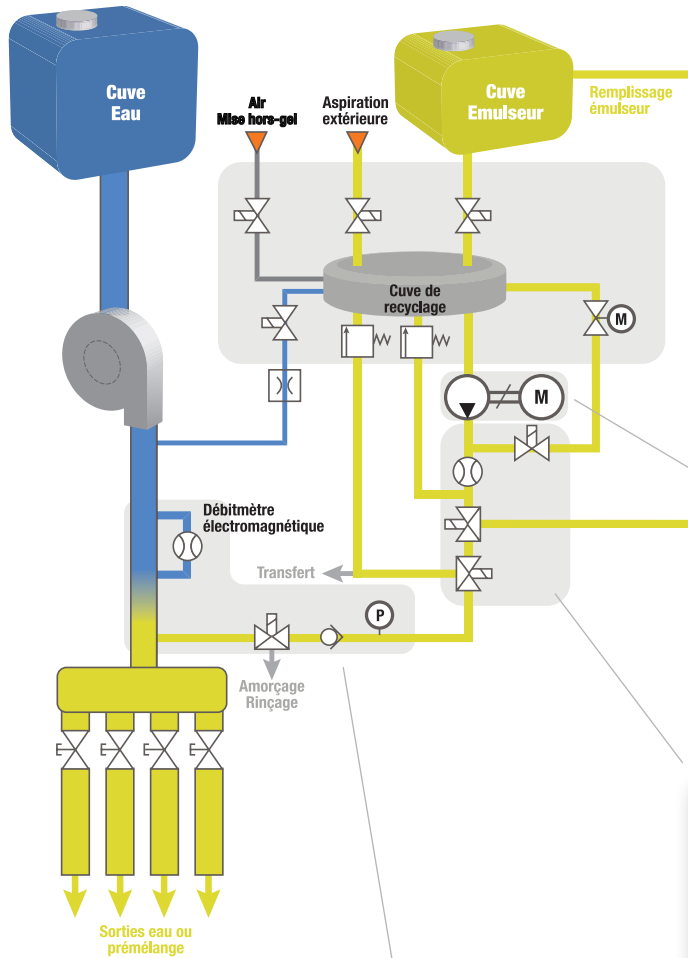 Cuve
Eau
Air
Mise hors-gel
Aspiration
extérieure
Cuve
Emulseur
Remplissage
émulseur
Cuve de
recyclage
M
M
Débitmètre
électromagnétique
Transfert
P
Amorçage
Rinçage
Sorties eau ou
prémélange